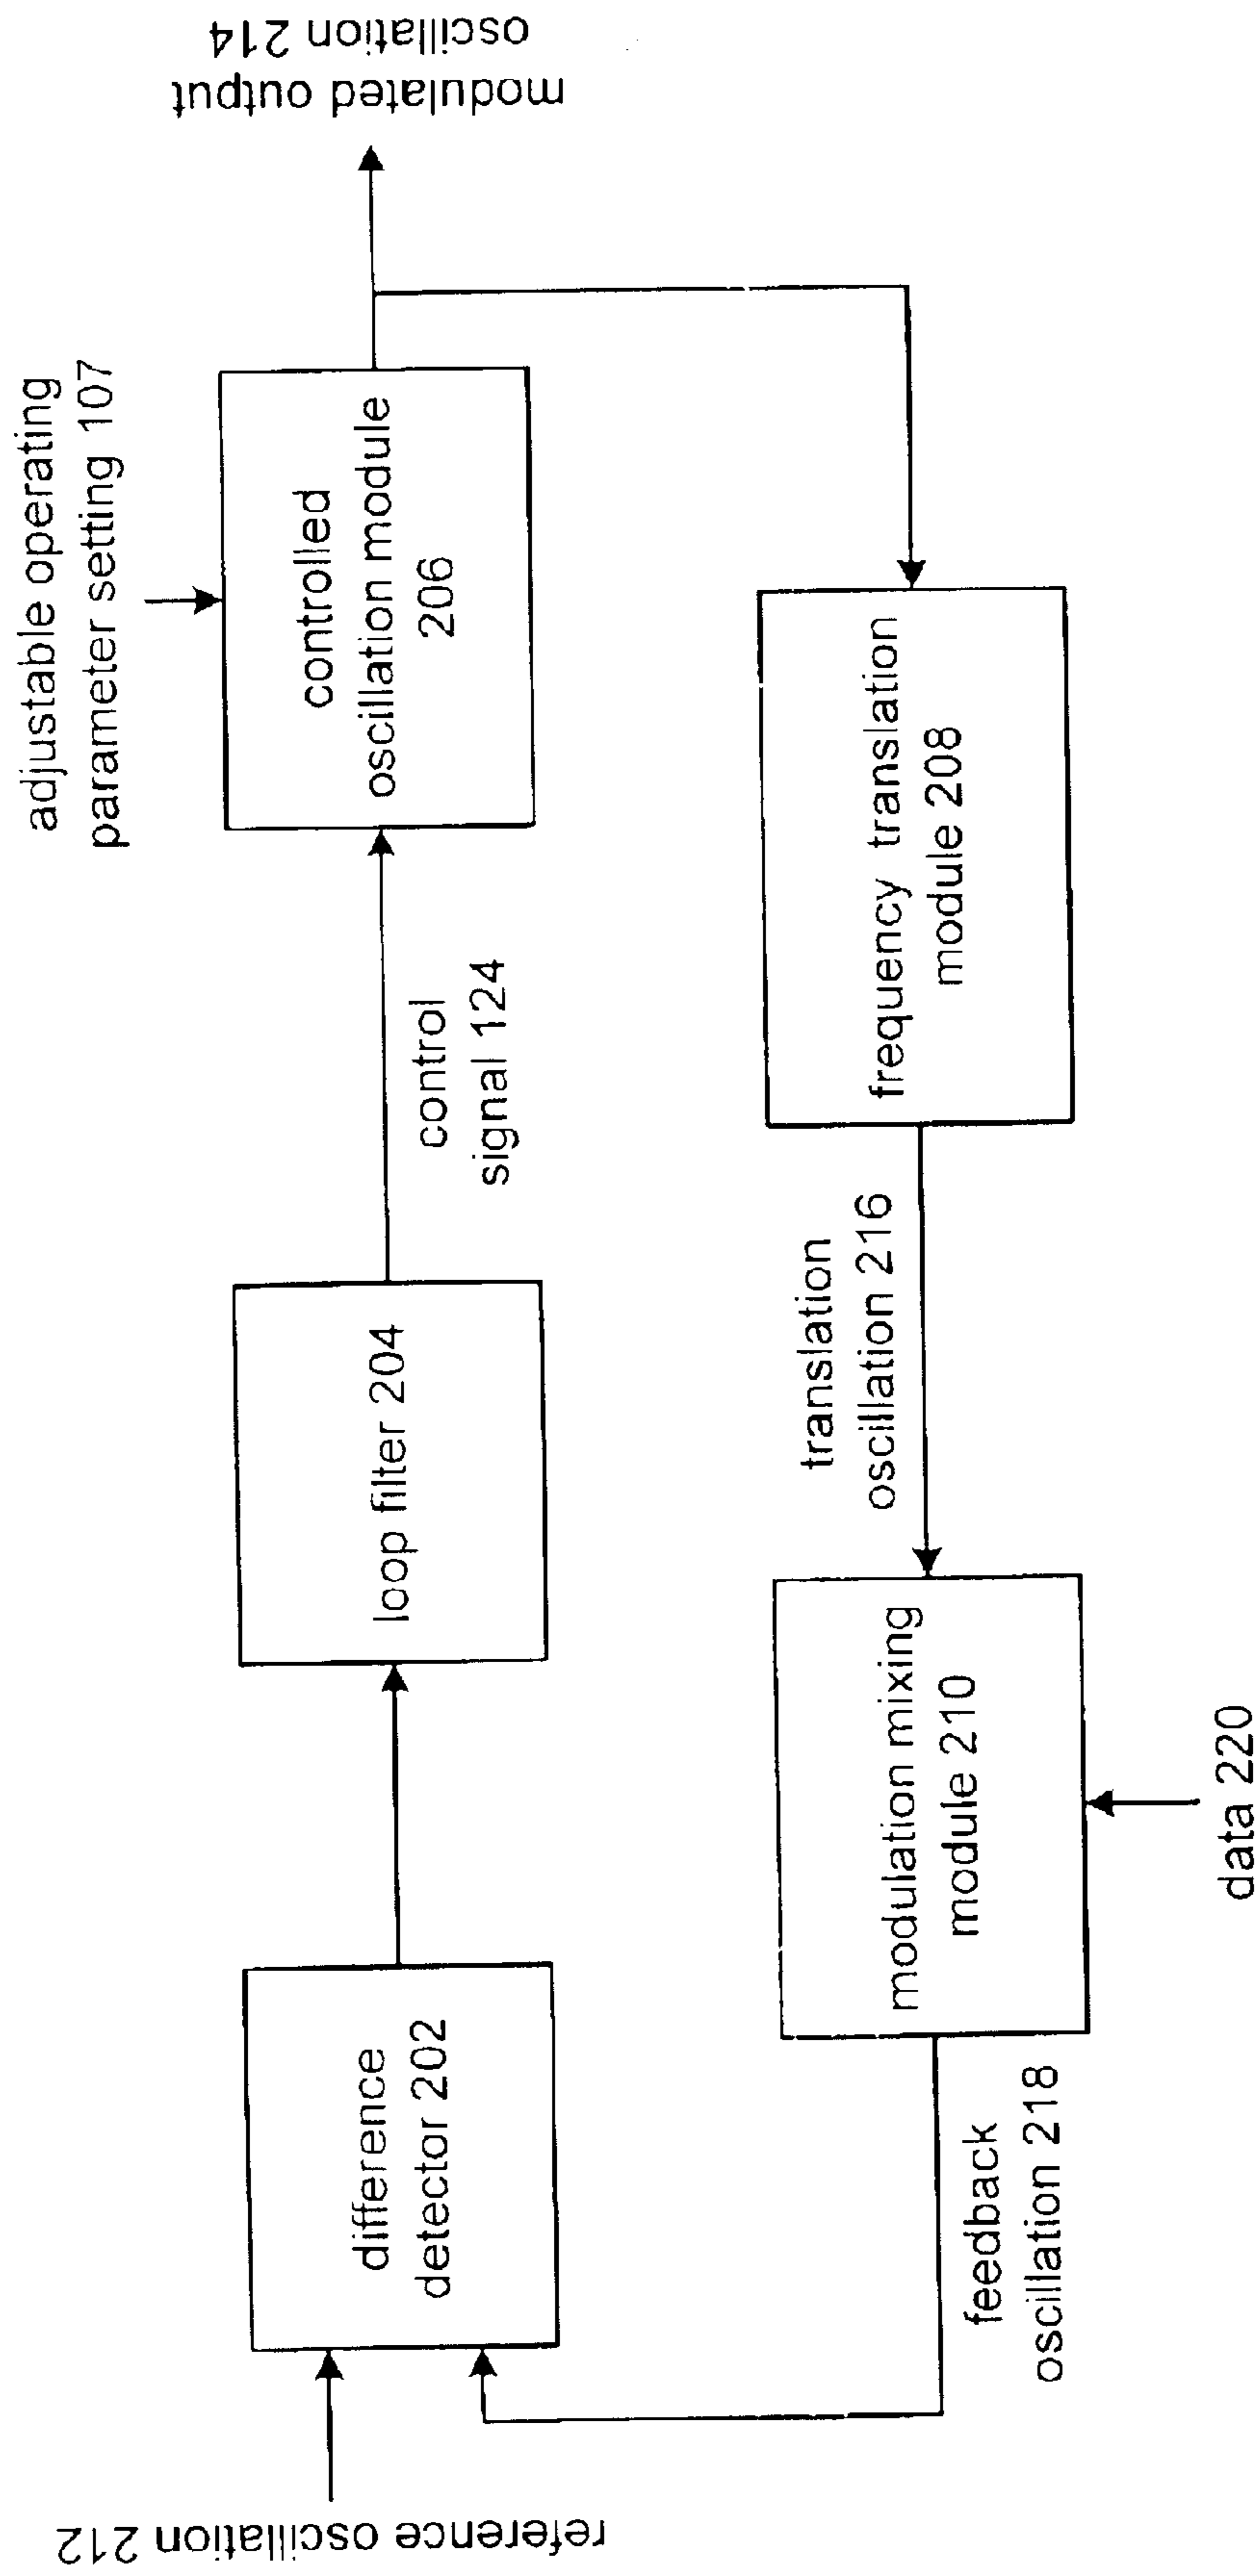 reference oscillation 212
difference
detector 202
loop filter 204
control
signal 124
adjustable operating
parameter setting 107
controlled
oscillation module
206
modulated output
oscillation 214
frequency translation
module 208
translation
oscillation 216
modulation mixing
module 210
data 220
feedback
oscillation 218